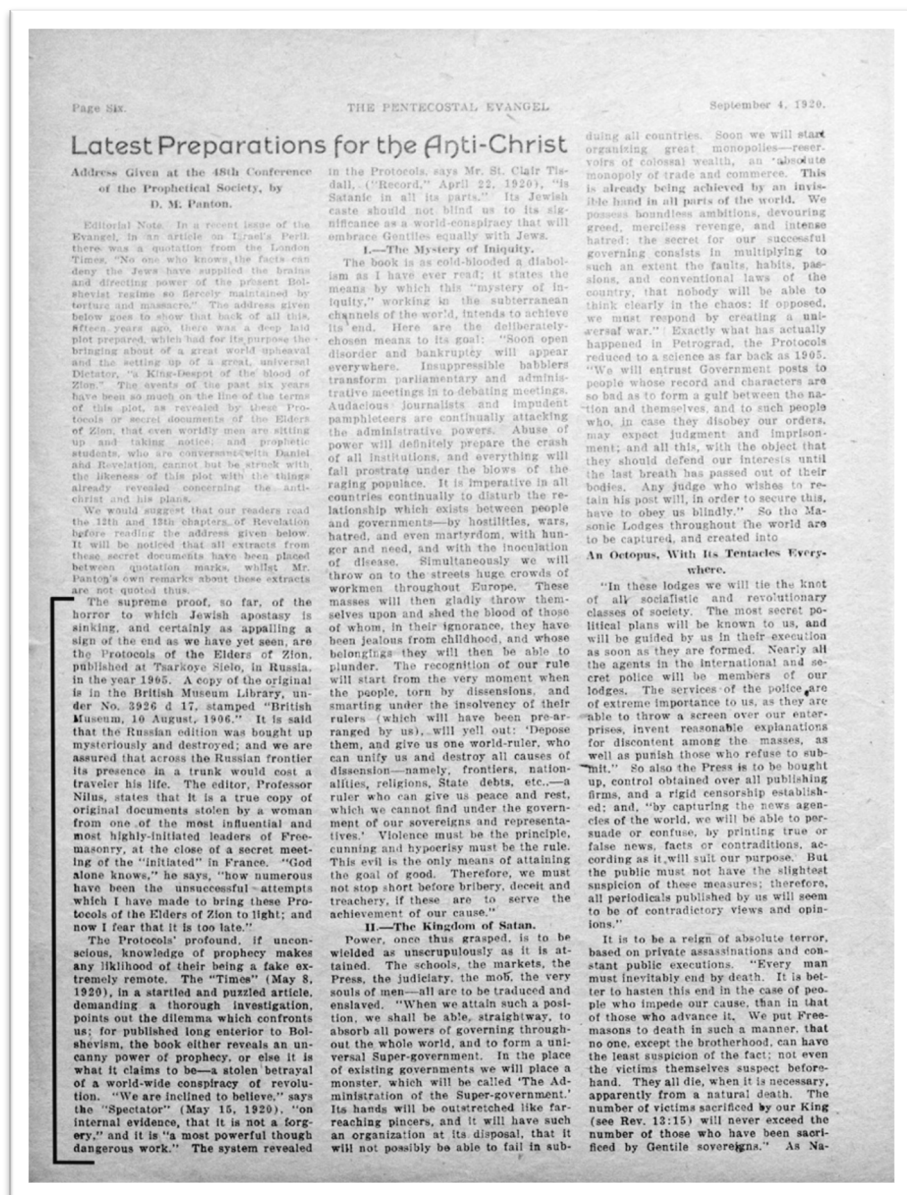 Page Six.
THE PENTECOSTAL EVANGEL
September 4, 1920.
Latest Preparations for the Anti-Christ
Address Given at the 48th Conference
of the Prophetical Society, by
D. M. Panton.
Editorial Note. In a recent issue of the
Evangel, in an article on Israel's Peril,
there was a quotation from the London
Times, "No one who knows the facts can
deny the Jews have supplied the brains
and directing power of the present Bol-
shevist regime so fiercely maintained by
torture and massacre." The address given
below goes to show that back of all this,
fifteen years ago, there was a deep laid
plot prepared, which had for its purpose the
bringing about of a great world upheaval
and the setting up of a great, universal
Dictator, "a King-Despot of the blood of
Zion." The events of the past six years
have been so much on the line of the terms
of this plot, as revealed by these Pro-
tocols or secret documents of the Elders
of Zion, that even worldly men are sitting
up and taking notice; and prophetic
students, who are conversant with Daniel
and Revelation, cannot but be struck with
the likeness of this plot with the things
already revealed concerning the anti-
christ and his plans.
We would suggest that our readers read
the 12th and 13th chapters of Revelation
before reading the address given below.
It will be noticed that all extracts from
these secret documents have been placed
between quotation marks, whilst Mr.
Panton's own remarks about these extracts
are not quoted thus.
The supreme proof, so far, of the
horror to which Jewish apostasy is
sinking, and certainly as appalling a
sign of the end as we have yet seen, are
the Protocols of the Elders of Zion,
published at Tsarkoye Sielo, in Russia,
in the year 1905. A copy of the original
is in the British Museum Library, un-
der No. 3926 d 17, stamped "British
Museum, 10 August, 1906." It is said
that the Russian edition was bought up
mysteriously and destroyed; and we are
assured that across the Russian frontier
its presence in a trunk would cost a
traveler his life. The editor, Professor
Nilus, states that it is a true copy of
original documents stolen by a woman
from one of the most influential and
most highly-initiated leaders of Free-
masonry, at the close of a secret meet-
ing of the "initiated" in France. "God
alone knows," he says, "how numerous
have been the unsuccessful attempts
which I have made to bring these Pro-
tocols of the Elders of Zion to light; and
now I fear that it is too late."
The Protocols' profound, if uncon-
scious, knowledge of prophecy makes
any liklihood of their being a fake ex-
tremely remote. The "Times" (May 8,
1920), in a startled and puzzled article,
demanding a thorough investigation,
points out the dilemma which confronts
us; for published long enterior to Bol-
shevism, the book either reveals an un-
canny power of prophecy, or else it is
what it claims to be—a stolen betrayal
of a world-wide conspiracy of revolu-
tion. "We are inclined to believe," says
the "Spectator" (May 15, 1920), "on
internal evidence, that it is not a forg-
ery," and it is "a most powerful though
dangerous work." The system revealed
in the Protocols, says Mr. St. Clair Tis-
dall, ("Record," April 22, 1920), "is
Satanic in all its parts." Its Jewish
caste should not blind us to its sig-
nificance as a world-conspiracy that will
embrace Gentiles equally with Jews.
I.—The Mystery of Iniquity.
The book is as cold-blooded a diabol-
ism as I have ever read; it states the
means by which this "mystery of in-
iquity," working in the subterranean
channels of the world, intends to achieve
its end. Here are the deliberately-
chosen means to its goal: "Soon open
disorder and bankruptcy will appear
everywhere. Insuppressible babblers
transform parliamentary and adminis-
trative meetings in to debating meetings.
Audacious journalists and impudent
pamphleteers are continually attacking
the administrative powers. Abuse of
power will definitely prepare the crash
of all institutions, and everything will
fall prostrate under the blows of the
raging populace. It is imperative in all
countries continually to disturb the re-
lationship which exists between people
and governments—by hostilities, wars,
hatred, and even martyrdom, with hun-
ger and need, and with the inoculation
of disease. Simultaneously we will
throw on to the streets huge crowds of
workmen throughout Europe. These
masses will then gladly throw them-
selves upon and shed the blood of those
of whom, in their ignorance, they have
been jealous from childhood, and whose
belongings they will then be able to
plunder. The recognition of our rule
will start from the very moment when
the people, torn by dissensions, and
smarting under the insolvency of their
rulers (which will have been pre-ar-
ranged by us), will yell out: 'Depose
them, and give us one world-ruler, who
can unify us and destroy all causes of
dissension—namely, frontiers, nation-
alities, religions, State debts, etc.—a
ruler who can give us peace and rest,
which we cannot find under the govern-
ment of our sovereigns and representa-
tives.' Violence must be the principle,
cunning and hypocrisy must be the rule.
This evil is the only means of attaining
the goal of good. Therefore, we must
not stop short before bribery, deceit and
treachery, if these are to serve the
achievement of our cause."
II.—The Kingdom of Satan.
Power, once thus grasped, is to be
wielded as unscrupulously as it is at-
tained. The schools, the markets, the
Press, the judiciary, the mob, the very
souls of men—all are to be traduced and
enslaved. "When we attain such a posi-
tion, we shall be able, straightway, to
absorb all powers of governing through-
out the whole world, and to form a uni-
versal Super-government. In the place
of existing governments we will place a
monster, which will be called 'The Ad-
ministration of the Super-government.'
Its hands will be outstretched like far-
reaching pincers, and it will have such
an organization at its disposal, that it
will not possibly be able to fail in sub-
duing all countries. Soon we will start
organizing great monopolies—reser-
voirs of colossal wealth, an absolute
monopoly of trade and commerce. This
is already being achieved by an invis-
ible hand in all parts of the world. We
possess boundless ambitions, devouring
greed, merciless revenge, and intense
hatred: the secret for our successful
governing consists in multiplying to
such an extent the faults, habits, pas-
sions, and conventional laws of the
country, that nobody will be able to
think clearly in the chaos: if opposed,
we must respond by creating a uni-
versal war." Exactly what has actually
happened in Petrograd, the Protocols
reduced to a science as far back as 1905.
"We will entrust Government posts to
people whose record and characters are
so bad as to form a gulf between the na-
tion and themselves, and to such people
who, in case they disobey our orders,
may expect judgment and imprison-
ment; and all this, with the object that
they should defend our interests until
the last breath has passed out of their
bodies. Any judge who wishes to re-
tain his post will, in order to secure this,
have to obey us blindly." So the Ma-
sonic Lodges throughout the world are
to be captured, and created into
An Octopus, With Its Tentacles Every-
where.
"In these lodges we will tie the knot
of all socialistic and revolutionary
classes of society. The most secret po-
litical plans will be known to us, and
will be guided by us in their execution
as soon as they are formed. Nearly all
the agents in the international and se-
cret police will be members of our
lodges. The services of the police are
of extreme importance to us, as they are
able to throw a screen over our enter-
prises, invent reasonable explanations
for discontent among the masses, as
well as punish those who refuse to sub-
mit." So also the Press is to be bought
up, control obtained over all publishing
firms, and a rigid censorship establish-
ed; and, "by capturing the news agen-
cies of the world, we will be able to per-
suade or confuse, by printing true or
false news, facts or contraditions, ac-
cording as it will suit our purpose. But
the public must not have the slightest
suspicion of these measures; therefore,
all periodicals published by us will seem
to be of contradictory views and opin-
ions."
It is to be a reign of absolute terror,
based on private assassinations and con-
stant public executions. "Every man
must inevitably end by death. It is bet-
ter to hasten this end in the case of peo-
ple who impede our cause, than in that
of those who advance it. We put Free-
masons to death in such a manner, that
no one, except the brotherhood, can have
the least suspicion of the fact; not even
the victims themselves suspect before-
hand. They all die, when it is necessary,
apparently from a natural death. The
number of victims sacrificed by our King
(see Rev. 13:15) will never exceed the
number of those who have been sacri-
ficed by Gentile sovereigns." As Na-